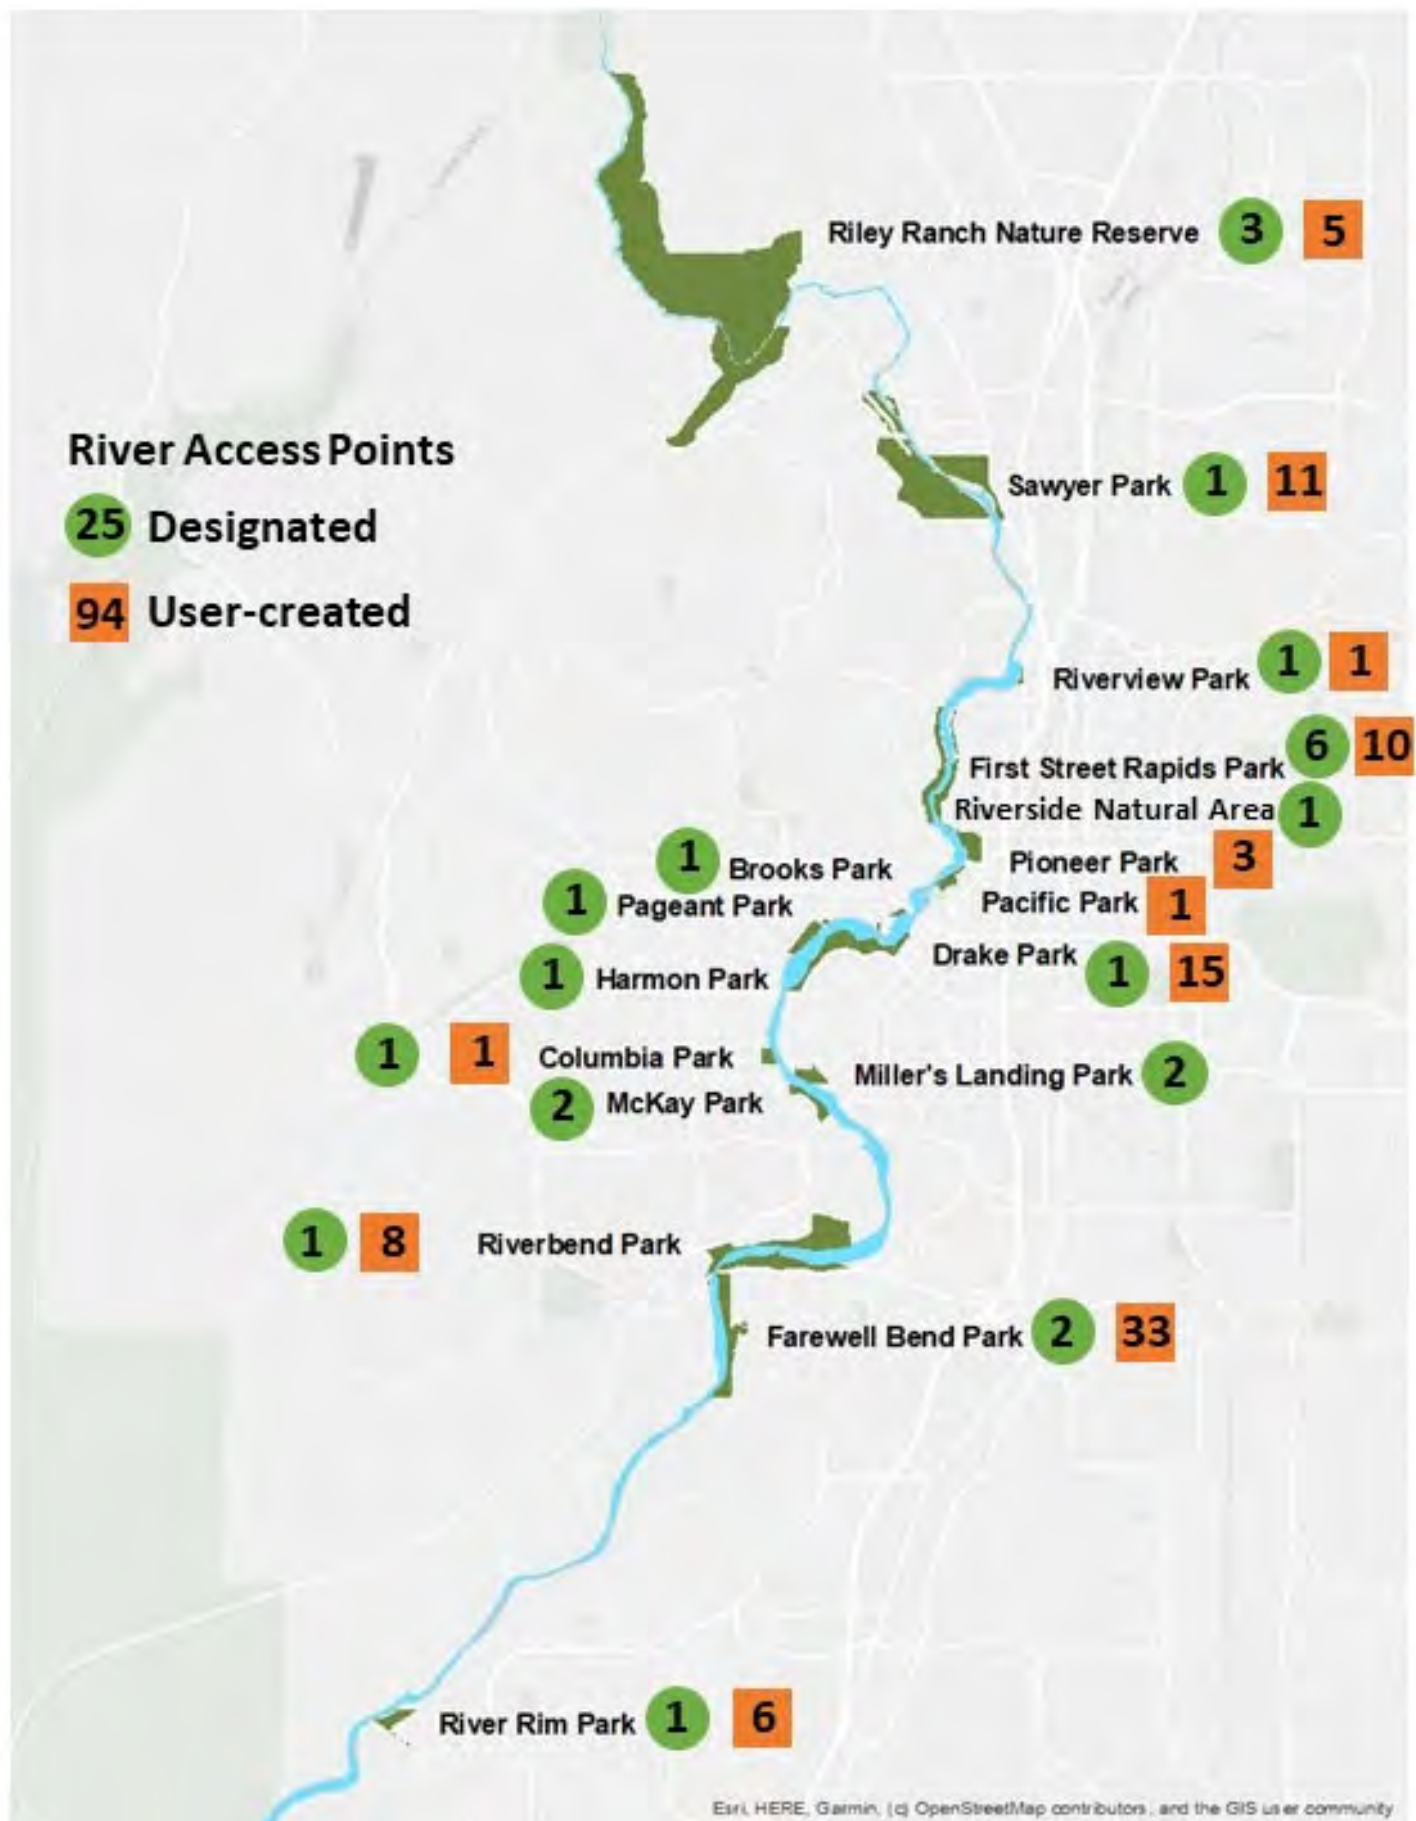 Riley Ranch Nature Reserve 3 5
River Access Points
25 Designated
94 User-created
Sawyer Park 1 11
Riverview Park 1 1
First Street Rapids Park 6 10
Riverside Natural Area 1
1 Brooks Park
Pioneer Park 3
1 Pageant Park
Pacific Park 1
Drake Park 1 15
1 Harmon Park
1 1 Columbia Park
Miller's Landing Park 2
2 McKay Park
1 8 Riverbend Park
Farewell Bend Park 2 33
River Rim Park 1 6
Esri, HERE, Garmin, (c) OpenStreetMap contributors, and the GIS user community